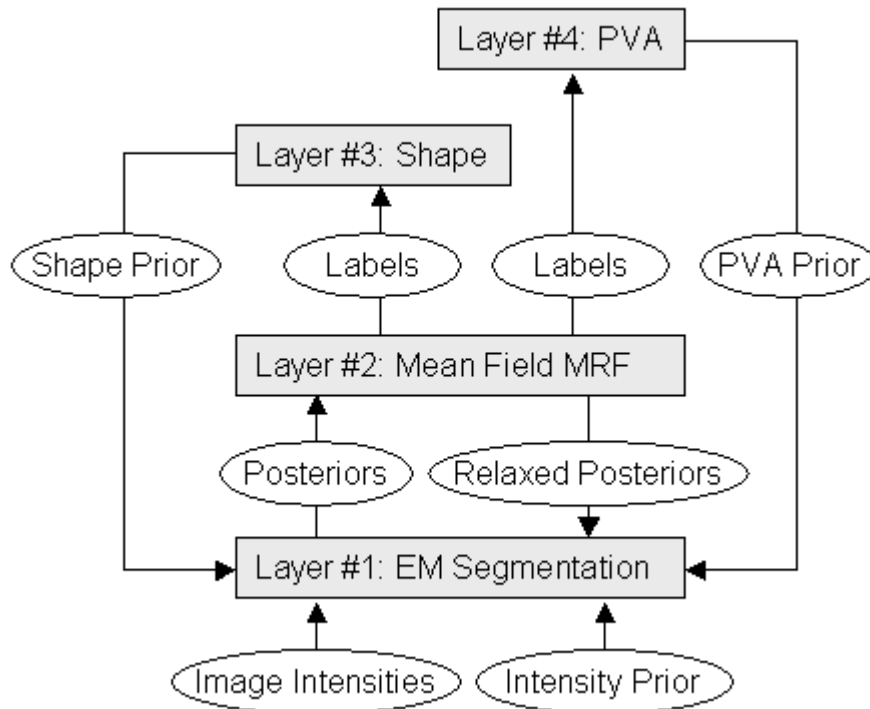 Layer #4: PVA
Layer #3: Shape
Shape Prior
Labels
Labels
PVA Prior
Layer #2: Mean Field MRF
Posteriors
Relaxed Posteriors
Layer #1: EM Segmentation
Image Intensities
Intensity Prior